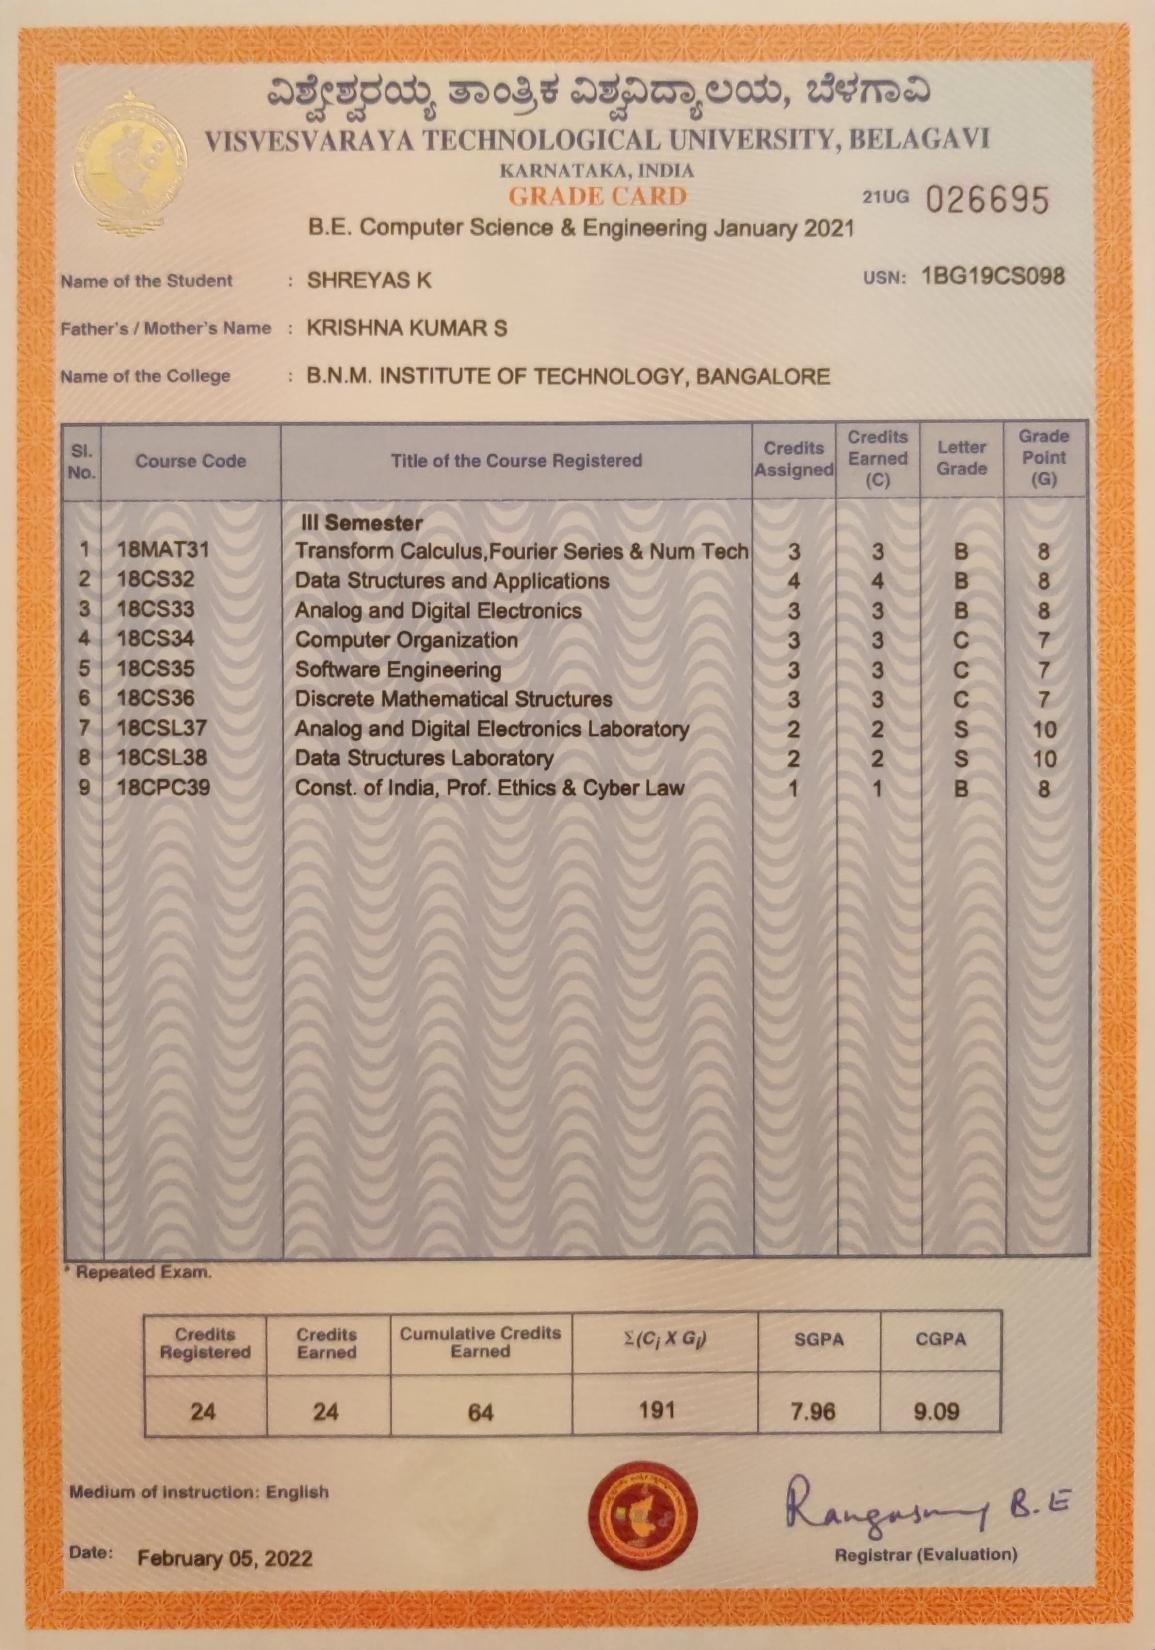 ವಿಶ್ವೇಶ್ವರಯ್ಯ ತಾಂತ್ರಿಕ ವಿಶ್ವವಿದ್ಯಾಲಯ, ಬೆಳಗಾವಿ
VISVESVARAYA TECHNOLOGICAL UNIVERSITY, BELAGAVI
KARNATAKA, INDIA
GRADE CARD 21UG 026695
B.E. Computer Science & Engineering January 2021
Name of the Student : SHREYAS K USN: 1BG19CS098
Father's / Mother's Name : KRISHNA KUMAR S
Name of the College : B.N.M. INSTITUTE OF TECHNOLOGY, BANGALORE
Sl. No. Course Code Title of the Course Registered Credits Assigned Credits Earned (C) Letter Grade Grade Point (G)
III Semester
1 18MAT31 Transform Calculus,Fourier Series & Num Tech 3 3 B 8
2 18CS32 Data Structures and Applications 4 4 B 8
3 18CS33 Analog and Digital Electronics 3 3 B 8
4 18CS34 Computer Organization 3 3 C 7
5 18CS35 Software Engineering 3 3 C 7
6 18CS36 Discrete Mathematical Structures 3 3 C 7
7 18CSL37 Analog and Digital Electronics Laboratory 2 2 S 10
8 18CSL38 Data Structures Laboratory 2 2 S 10
9 18CPC39 Const. of India, Prof. Ethics & Cyber Law 1 1 B 8
* Repeated Exam.
Credits Registered Credits Earned Cumulative Credits Earned Σ(Ci X Gi) SGPA CGPA
24 24 64 191 7.96 9.09
Medium of instruction: English
Rangaswamy B.E
Date: February 05, 2022 Registrar (Evaluation)